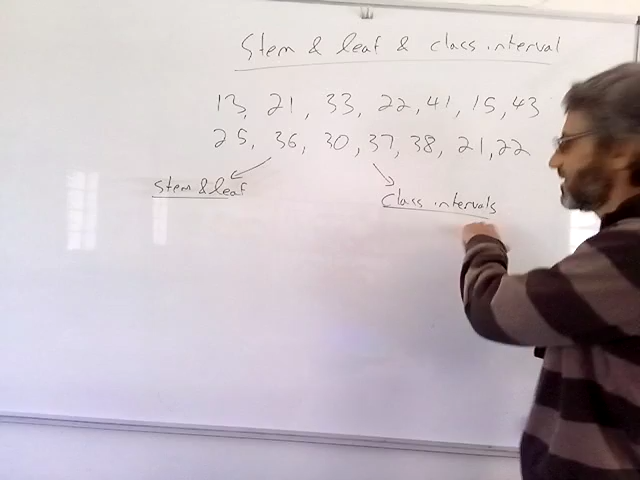 Stem & leaf & class interval
13, 21, 33, 22, 41, 15, 43
25, 36, 30, 37, 38, 21, 22
Stem & leaf
Class intervals